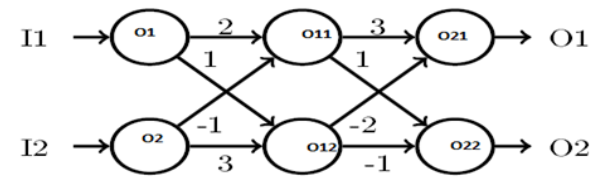 I1 O1 2 O11 3 O21 O1
1 1
-1 -2
I2 O2 3 O12 -1 O22 O2